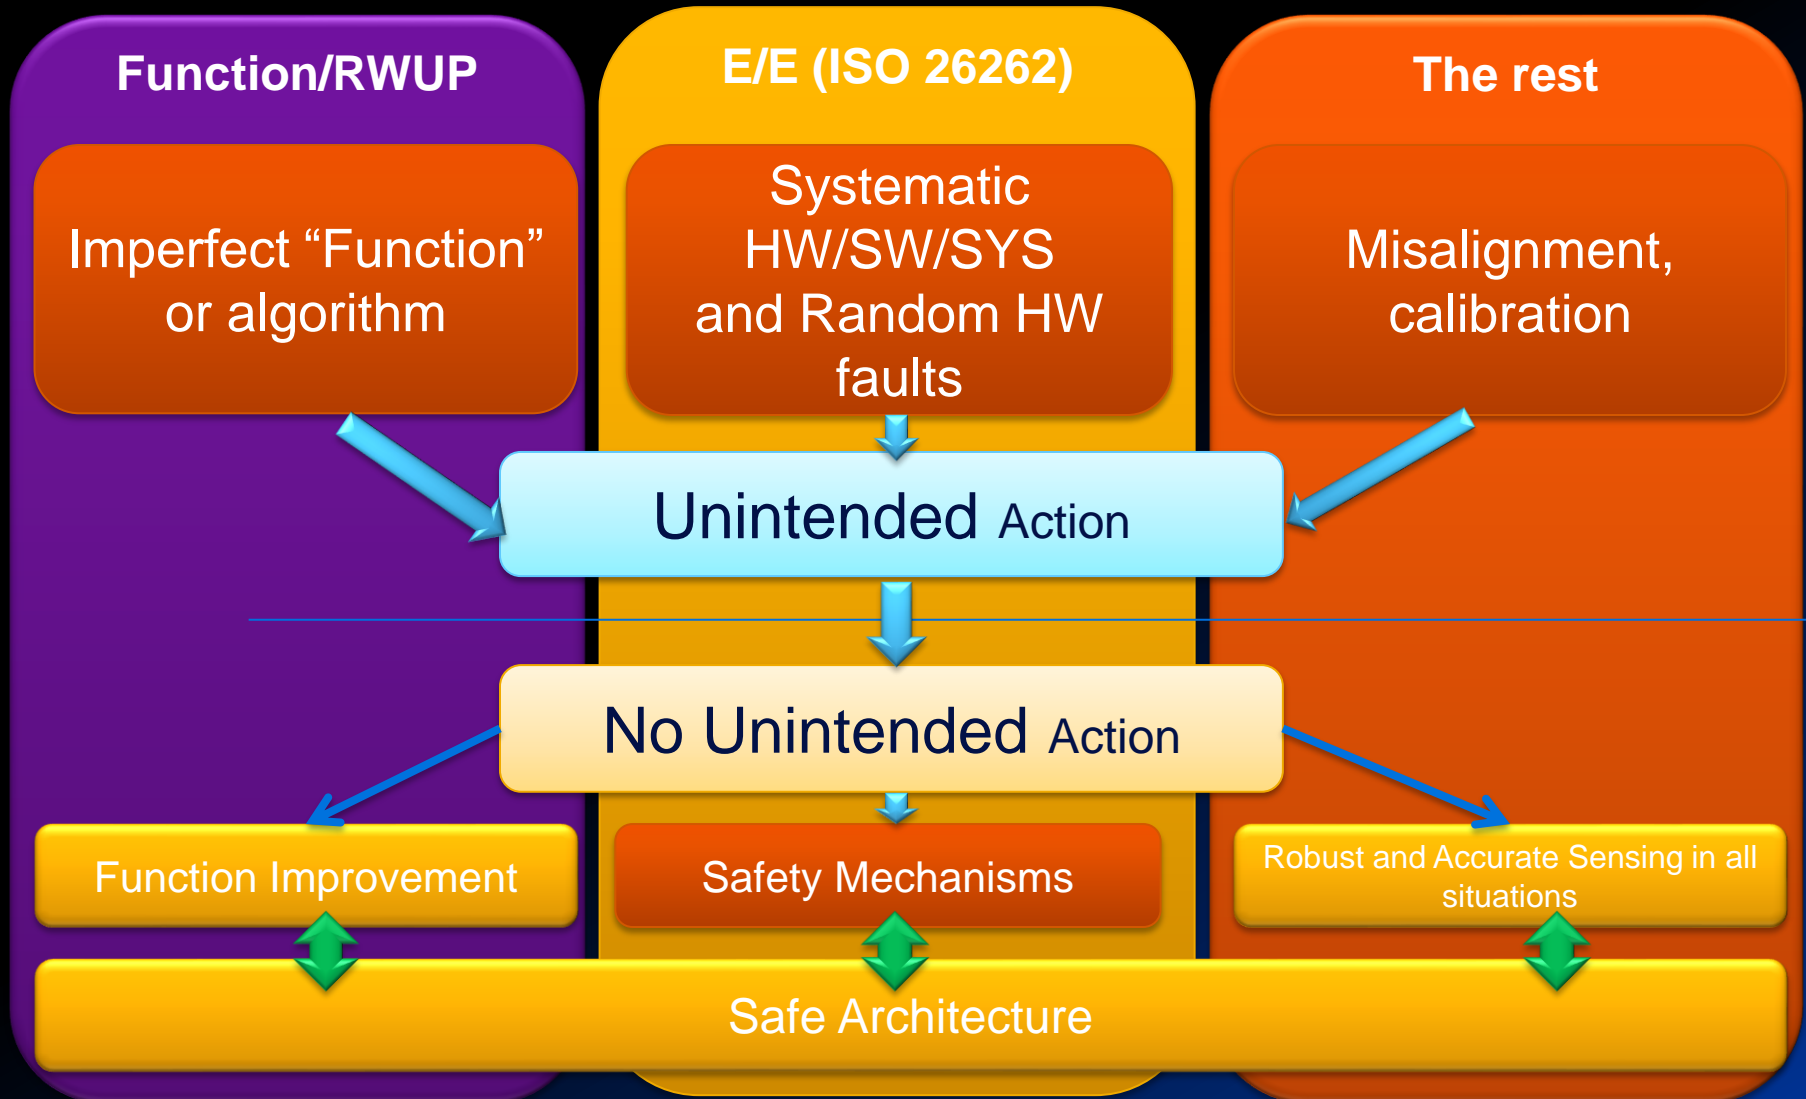 Function/RWUP
E/E (ISO 26262)
The rest
Imperfect “Function”
or algorithm
Systematic
HW/SW/SYS
and Random HW
faults
Misalignment,
calibration
Unintended Action
No Unintended Action
Function Improvement
Safety Mechanisms
Robust and Accurate Sensing in all
situations
Safe Architecture